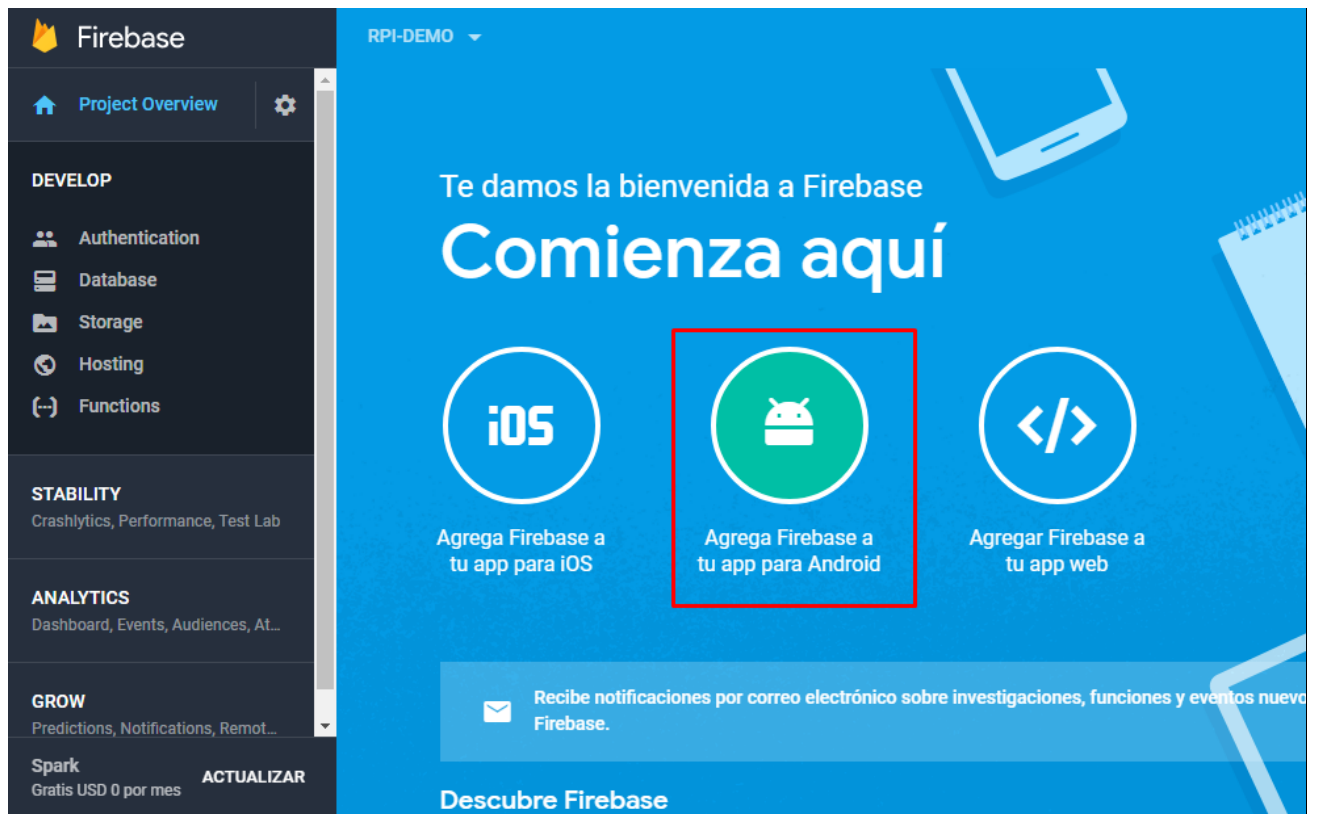 Firebase
RPI-DEMO
Project Overview
DEVELOP
Authentication
Database
Storage
Hosting
Functions
STABILITY
Crashlytics, Performance, Test Lab
ANALYTICS
Dashboard, Events, Audiences, At...
GROW
Predictions, Notifications, Remot...
Spark
Gratis USD 0 por mes
ACTUALIZAR
Te damos la bienvenida a Firebase
Comienza aquí
iOS
Agrega Firebase a
tu app para iOS
</>
Agrega Firebase a
tu app para Android
Agregar Firebase a
tu app web
Recibe notificaciones por correo electrónico sobre investigaciones, funciones y eventos nuevo
Firebase.
Descubre Firebase